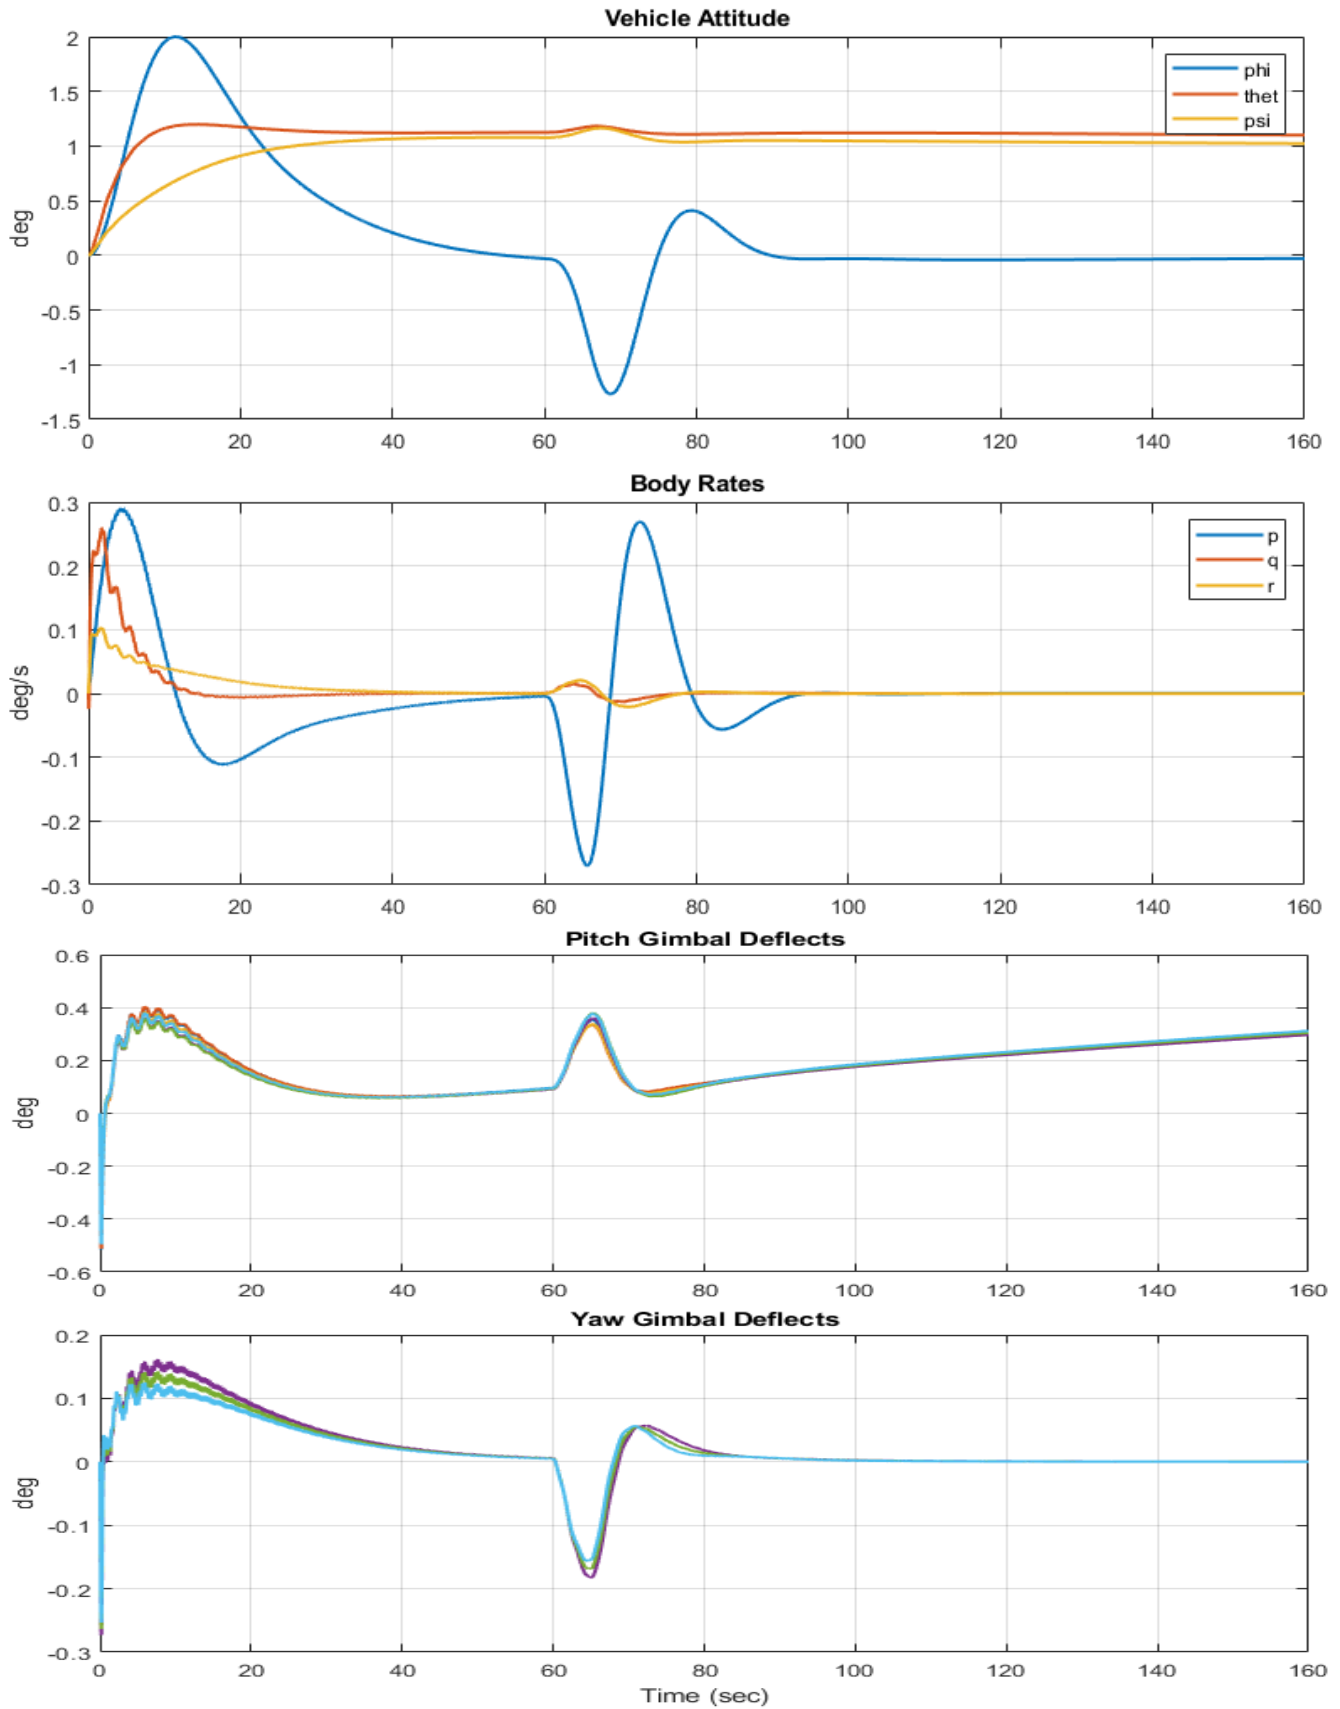 Vehicle Attitude
2
1.5
1
0.5
0
-0.5
-1
-1.5
deg
phi
thet
psi
0 20 40 60 80 100 120 140 160
Body Rates
0.3
0.2
0.1
0
-0.1
-0.2
-0.3
deg/s
p
q
r
0 20 40 60 80 100 120 140 160
Pitch Gimbal Deflects
0.6
0.4
0.2
0
-0.2
-0.4
-0.6
deg
0 20 40 60 80 100 120 140 160
Yaw Gimbal Deflects
0.2
0.1
0
-0.1
-0.2
-0.3
deg
0 20 40 60 80 100 120 140 160
Time (sec)